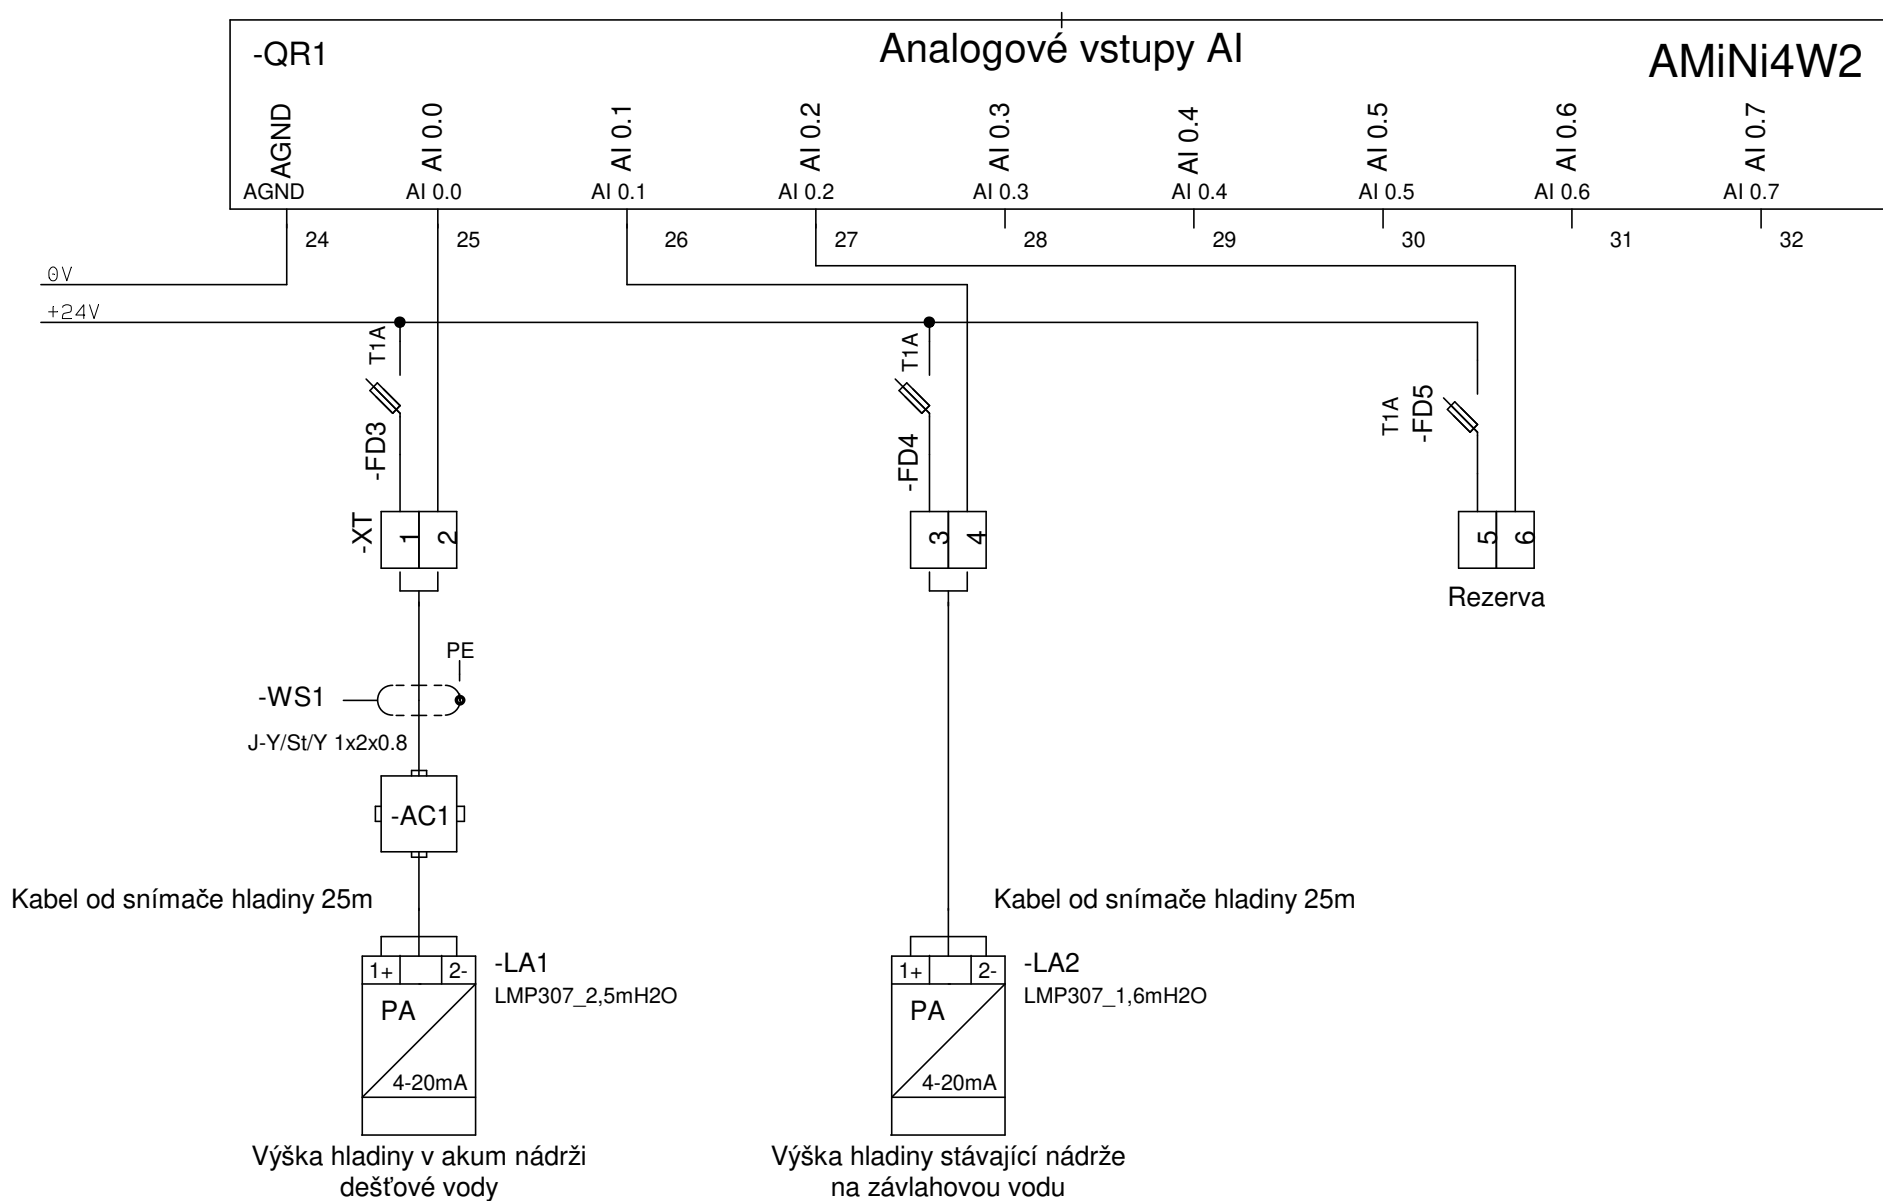 -QR1
Analogové vstupy AI
AMiNi4W2
AGND
AI 0.0
AI 0.1
AI 0.2
AI 0.3
AI 0.4
AI 0.5
AI 0.6
AI 0.7
AGND
AI 0.0
AI 0.1
AI 0.2
AI 0.3
AI 0.4
AI 0.5
AI 0.6
AI 0.7
24
25
26
27
28
29
30
31
32
0V
+24V
T1A
-FD3
T1A
-FD4
T1A
-FD5
-XT
1
2
3
4
5
6
Rezerva
PE
-WS1
J-Y/St/Y 1x2x0.8
-AC1
Kabel od snímače hladiny 25m
Kabel od snímače hladiny 25m
1+
2-
-LA1
LMP307_2,5mH2O
PA
4-20mA
1+
2-
-LA2
LMP307_1,6mH2O
PA
4-20mA
Výška hladiny v akum nádrži
dešťové vody
Výška hladiny stávající nádrže
na závlahovou vodu